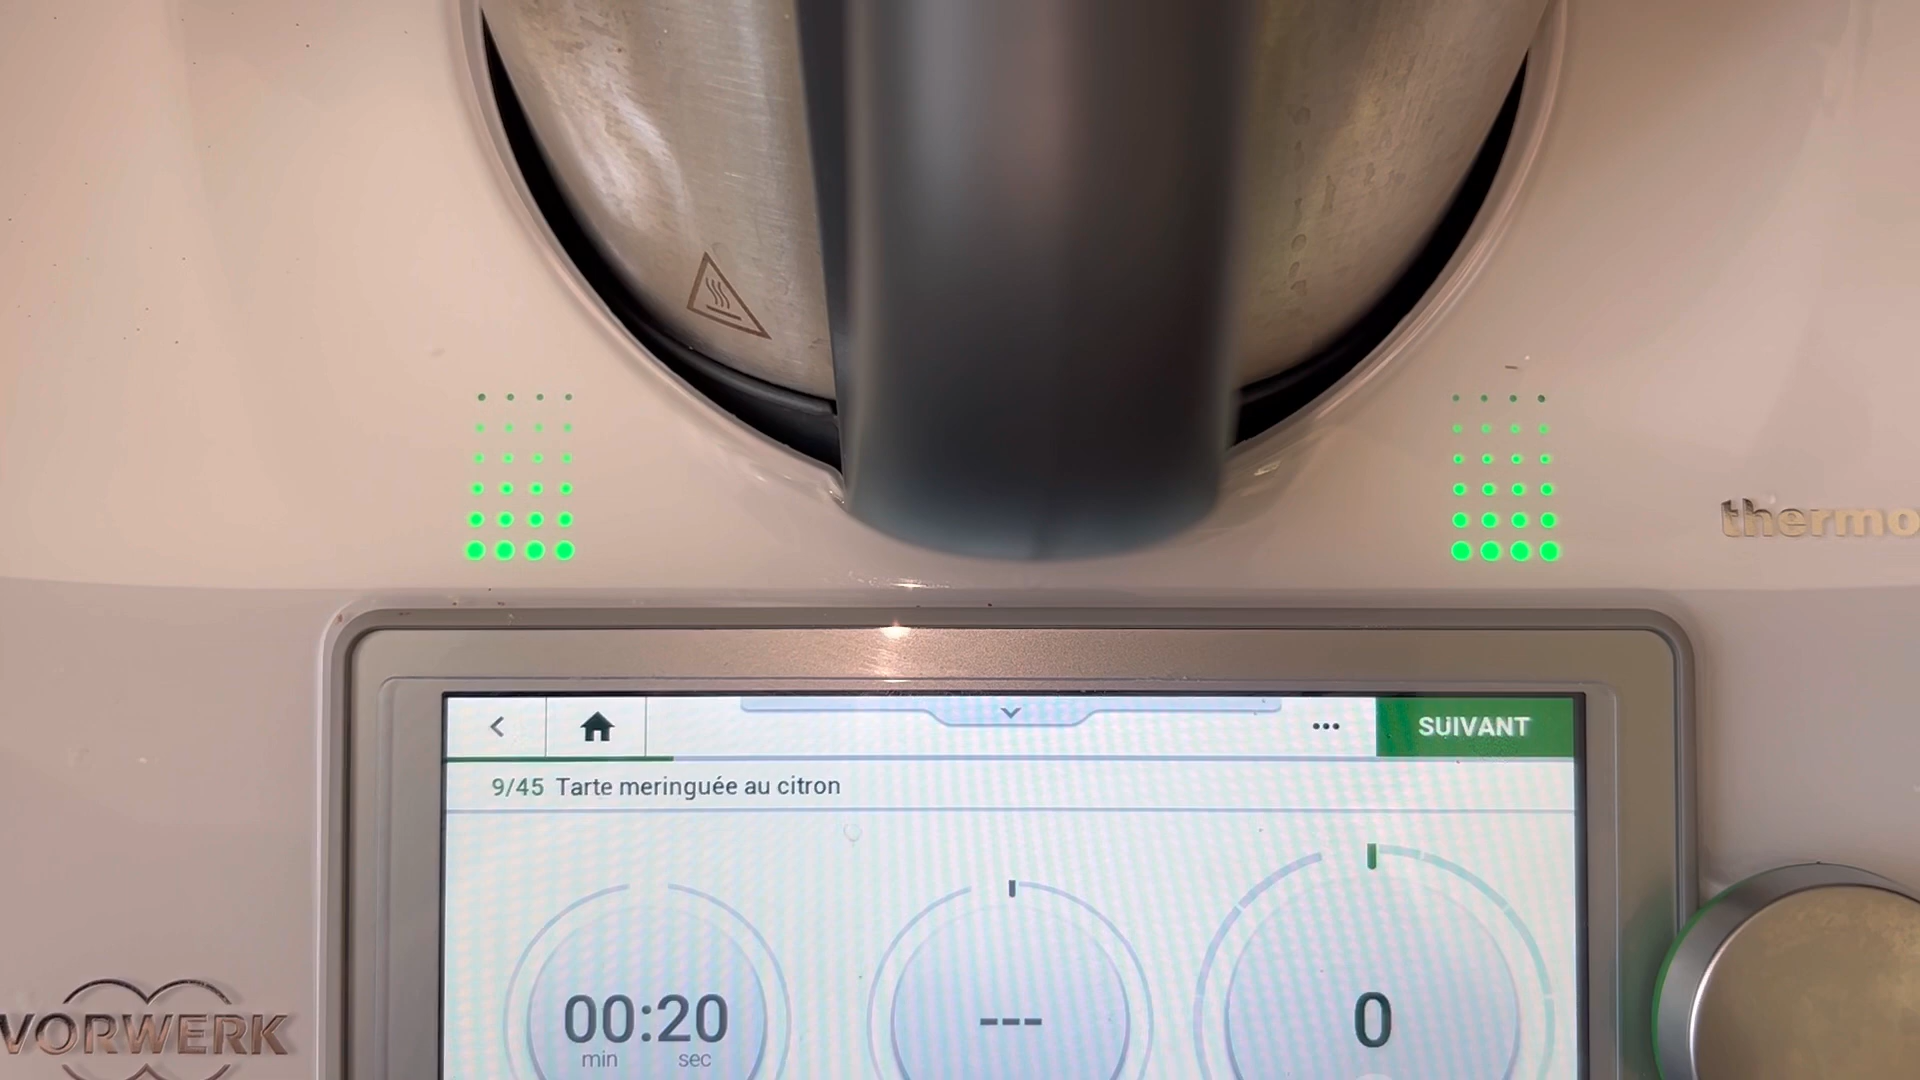 thermo
SUIVANT
9/45 Tarte meringuée au citron
00:20
min sec
---
0
VORWERK